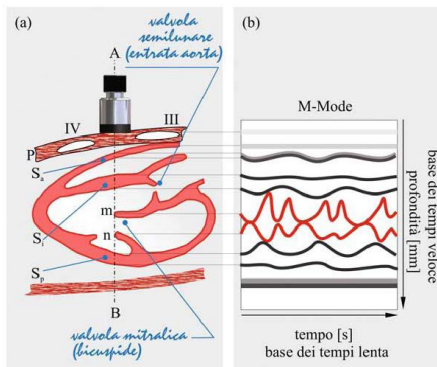 (a)
A
valvola
semilunare
(entrata aorta)
IV
III
P
Sa
m
Si
n
Sp
B
valvola mitralica
(bicuspide)
(b)
M-Mode
profondità [mm]
base dei tempi veloce
tempo [s]
base dei tempi lenta